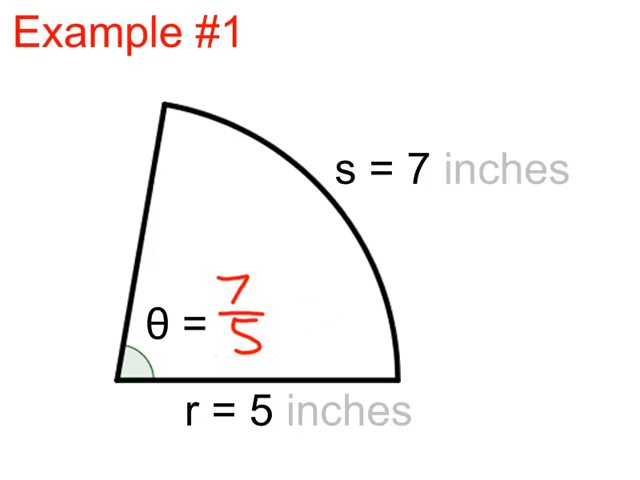 Example #1
s = 7 inches
θ = 7/5
r = 5 inches